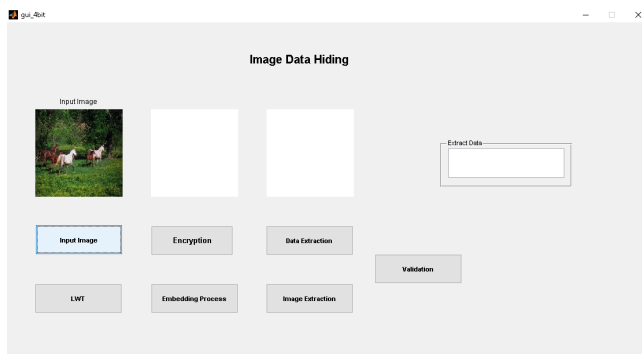 gui_4bit
Image Data Hiding
Input Image
Extract Data
Input Image
Encryption
Data Extraction
Validation
LWT
Embedding Process
Image Extraction